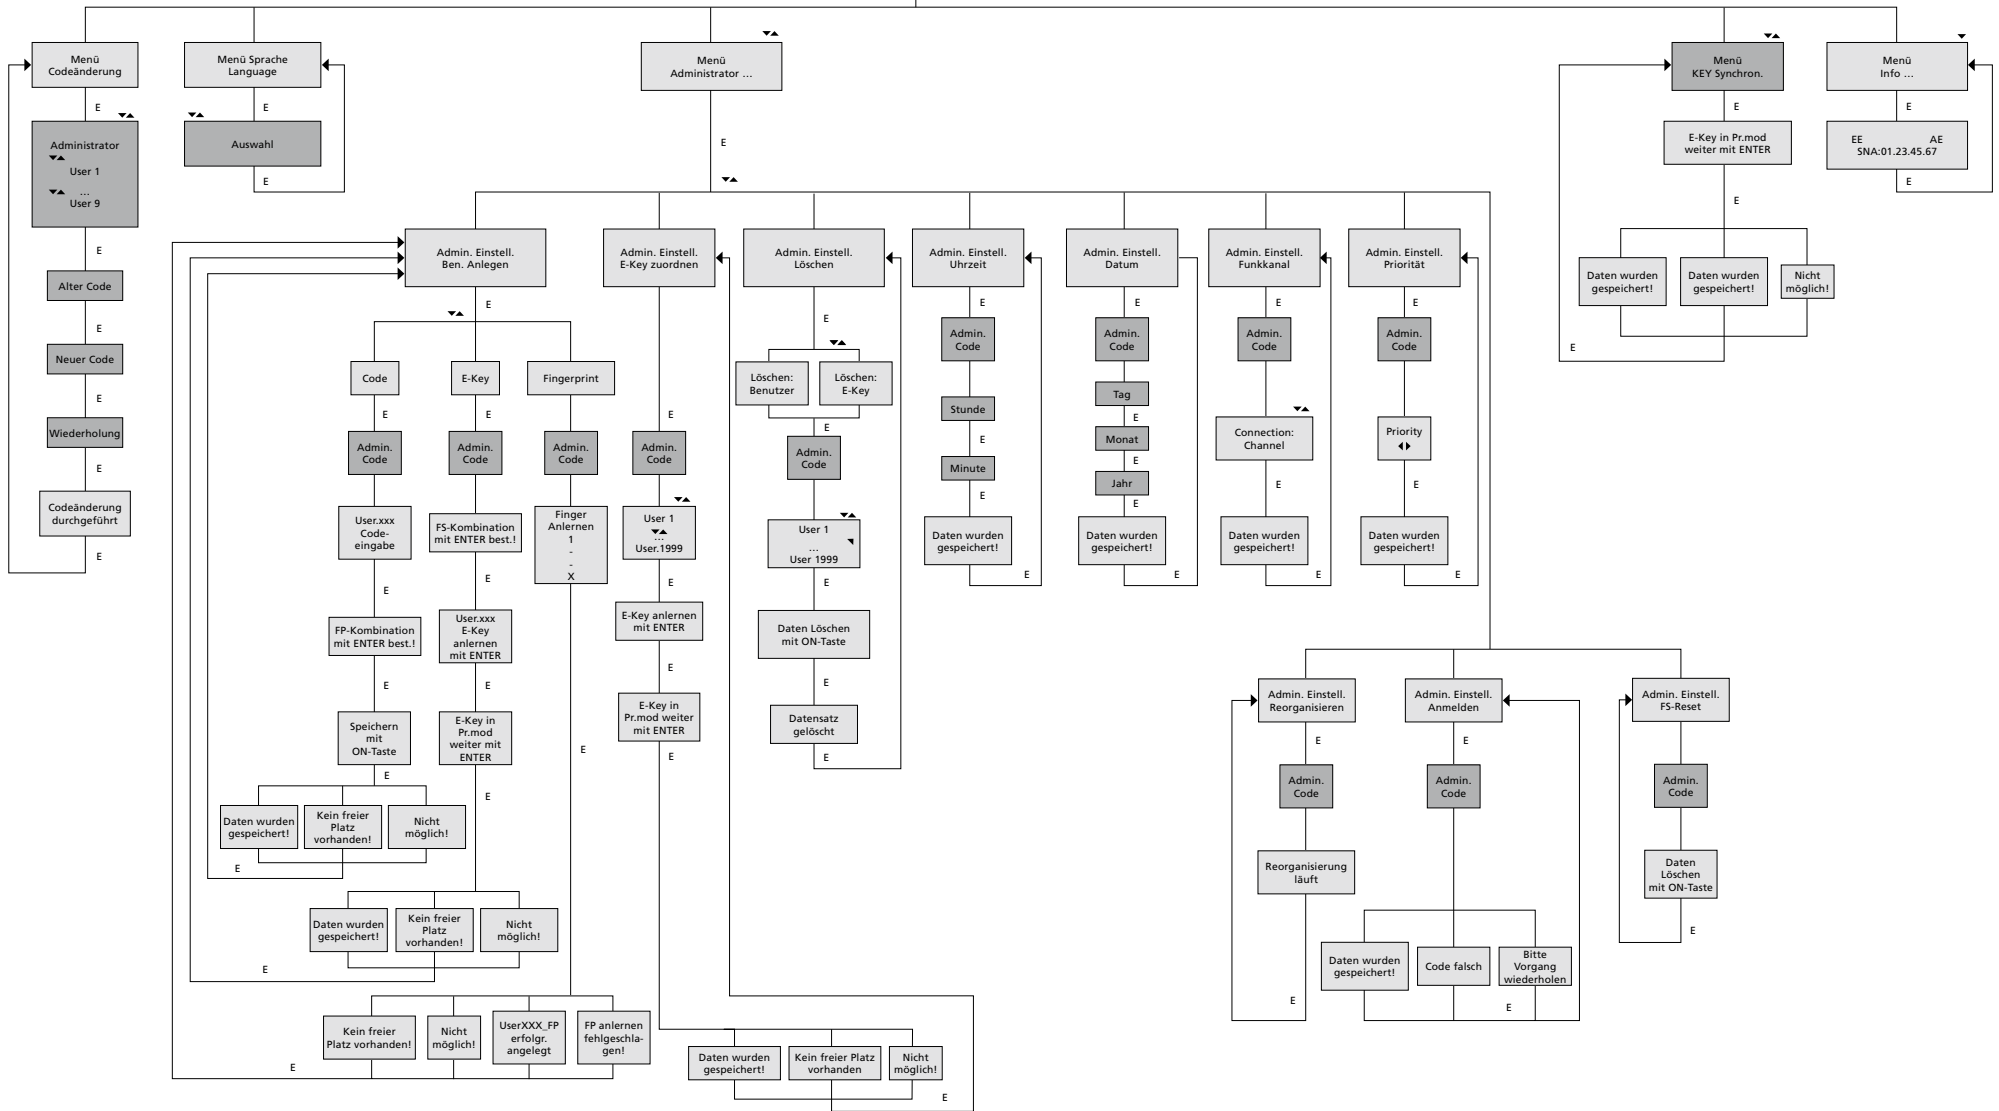 Menü
Codeänderung
E
Administrator
User 1
...
User 9
E
Alter Code
E
Neuer Code
E
Wiederholung
E
Codeänderung
durchgeführt
E
Menü Sprache
Language
E
Auswahl
E
Menü
Administrator ...
E
Menü
KEY Synchron.
E
E-Key in Pr.mod
weiter mit ENTER
E
Daten wurden
gespeichert!
Daten wurden
gespeichert!
Nicht
möglich!
E
Menü
Info ...
E
EE AE
SNA:01.23.45.67
E
Admin. Einstell.
Ben. Anlegen
E
Code
E
Admin.
Code
User.xxx
Code-
eingabe
E
FP-Kombination
mit ENTER best.!
E
Speichern
mit
ON-Taste
E
Daten wurden
gespeichert!
Kein freier
Platz
vorhanden!
Nicht
möglich!
E
E-Key
E
Admin.
Code
FS-Kombination
mit ENTER best.!
E
User.xxx
E-Key
anlernen
mit ENTER
E
E-Key in
Pr.mod
weiter mit
ENTER
E
Daten wurden
gespeichert!
Kein freier
Platz
vorhanden!
Nicht
möglich!
E
Fingerprint
Admin.
Code
Finger
Anlernen
1
-
-
X
E
Kein freier
Platz vorhanden!
Nicht
möglich!
UserXXX_FP
erfolgr.
angelegt
FP anlernen
fehlgeschla-
gen!
E
Admin. Einstell.
E-Key zuordnen
E
Admin.
Code
User 1
...
User.1999
E
E-Key anlernen
mit ENTER
E
E-Key in
Pr.mod weiter
mit ENTER
E
Daten wurden
gespeichert!
Kein freier Platz
vorhanden
Nicht
möglich!
E
Admin. Einstell.
Löschen
E
Löschen:
Benutzer
Löschen:
E-Key
E
Admin.
Code
User 1
...
User 1999
E
Daten Löschen
mit ON-Taste
E
Datensatz
gelöscht
E
Admin. Einstell.
Uhrzeit
E
Admin.
Code
Stunde
E
Minute
E
Daten wurden
gespeichert!
E
Admin. Einstell.
Datum
E
Admin.
Code
Tag
E
Monat
E
Jahr
E
Daten wurden
gespeichert!
E
Admin. Einstell.
Funkkanal
E
Admin.
Code
Connection:
Channel
E
Daten wurden
gespeichert!
E
Admin. Einstell.
Priorität
E
Admin.
Code
Priority
E
Daten wurden
gespeichert!
E
Admin. Einstell.
Reorganisieren
E
Admin.
Code
Reorganisierung
läuft
E
Admin. Einstell.
Anmelden
E
Admin.
Code
Daten wurden
gespeichert!
Code falsch
Bitte
Vorgang
wiederholen
E
Admin. Einstell.
FS-Reset
Admin.
Code
Daten
Löschen
mit ON-Taste
E